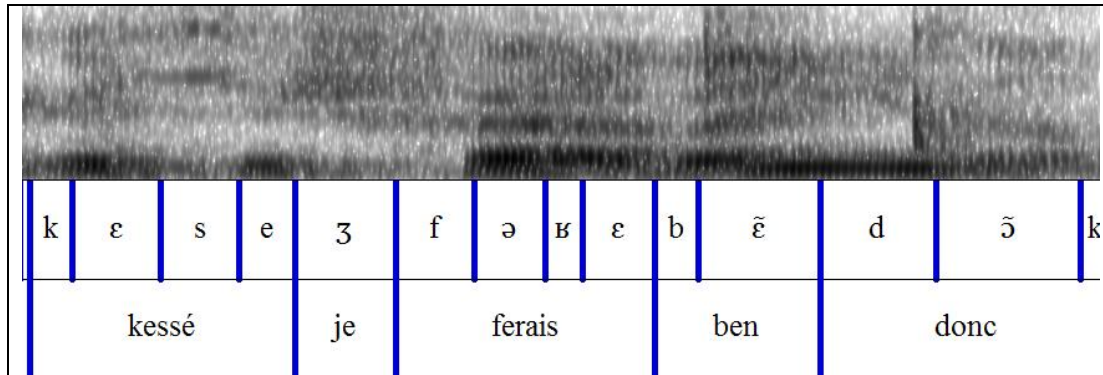 k ɛ s e ʒ f ə ʁ ɛ b ɛ̃ d ɔ̃ k
kessé je ferais ben donc